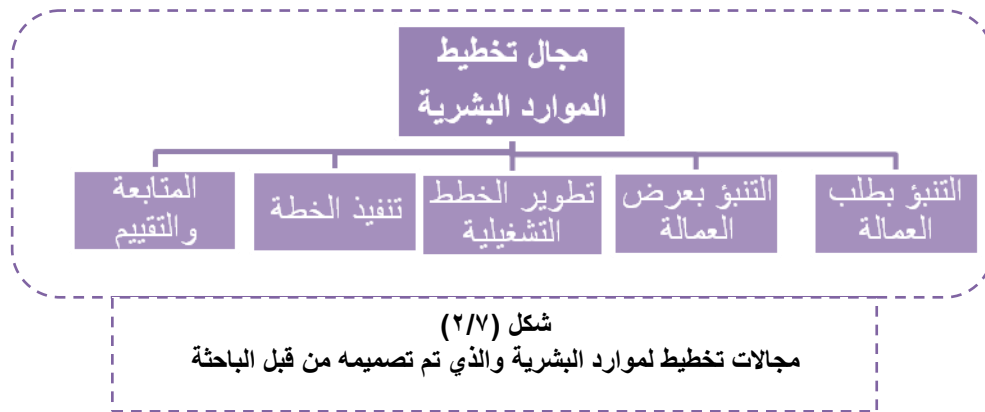 مجال تخطيط
الموارد البشرية
التنبؤ بطلب
العمالة
التنبؤ بعرض
العمالة
تطوير الخطط
التشغيلية
تنفيذ الخطة
المتابعة
والتقييم
شكل (٢/٧)
مجالات تخطيط لموارد البشرية والذي تم تصميمه من قبل الباحثة